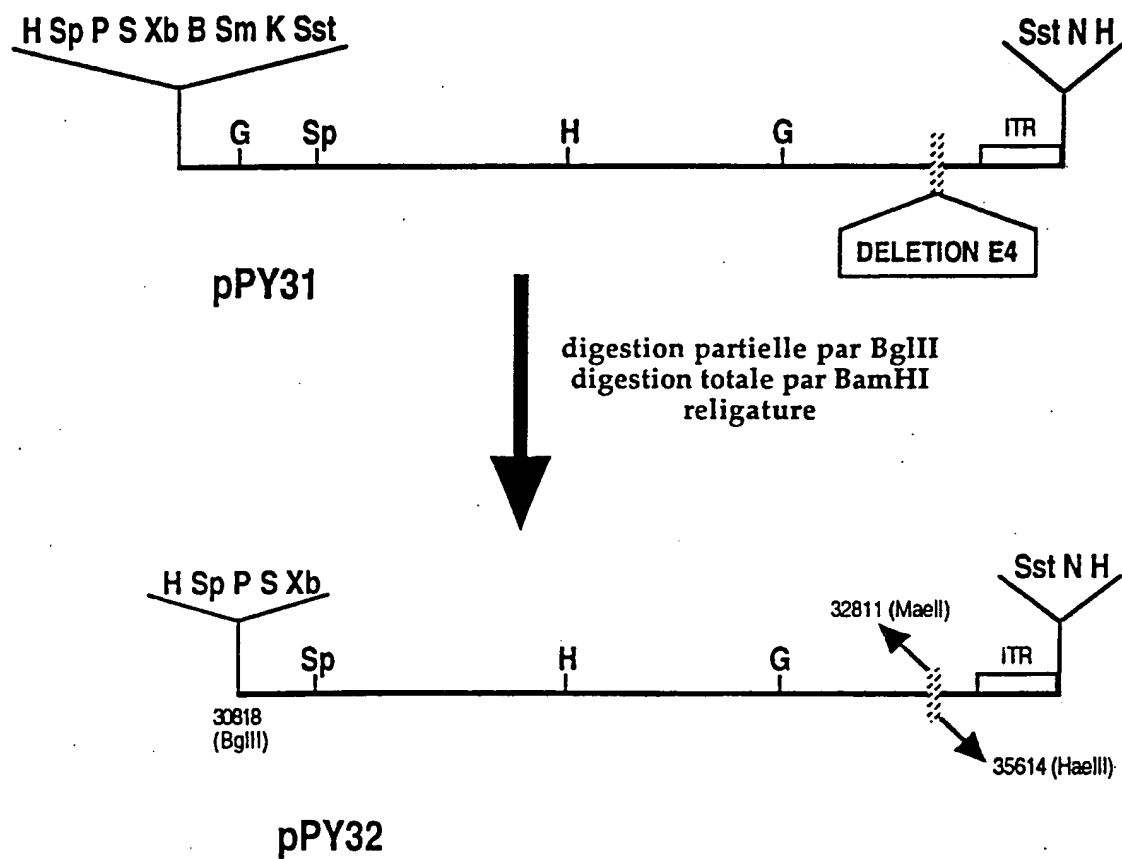 H Sp P S Xb B Sm K Sst
Sst N H
G Sp H G ITR
DELETION E4
pPY31
digestion partielle par BglII
digestion totale par BamHI
religature
H Sp P S Xb
Sst N H
32811 (MaeII)
Sp H G ITR
30818
(BglII)
35614 (HaeIII)
pPY32